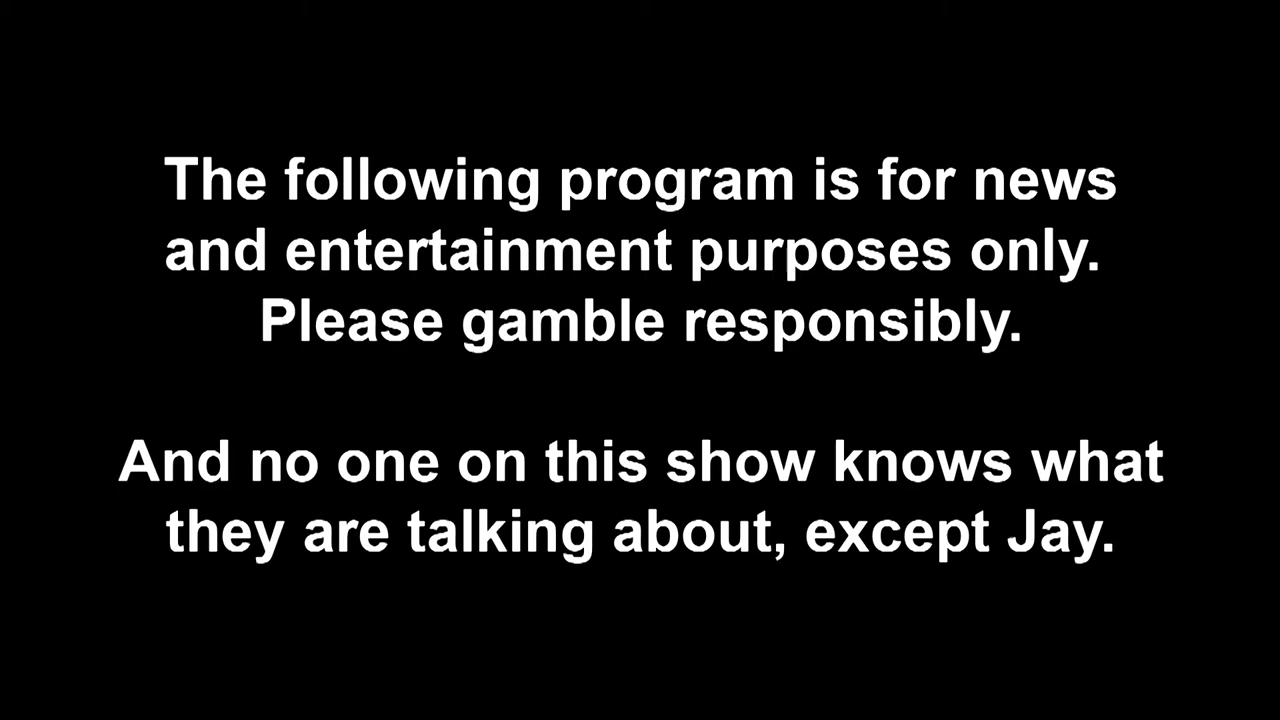 The following program is for news
and entertainment purposes only.
Please gamble responsibly.
And no one on this show knows what
they are talking about, except Jay.